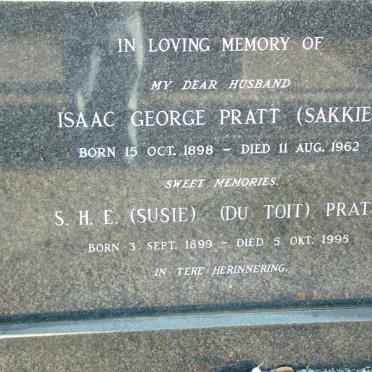 IN LOVING MEMORY OF
MY DEAR HUSBAND
ISAAC GEORGE PRATT (SAKKIE
BORN 15 OCT. 1898 – DIED 11 AUG. 1962
SWEET MEMORIES.
S. H. E. (SUSIE) (DU TOIT) PRAT
BORN 3 SEPT. 1899 – DIED 5 OKT. 1995
IN TERE HERINNERING.